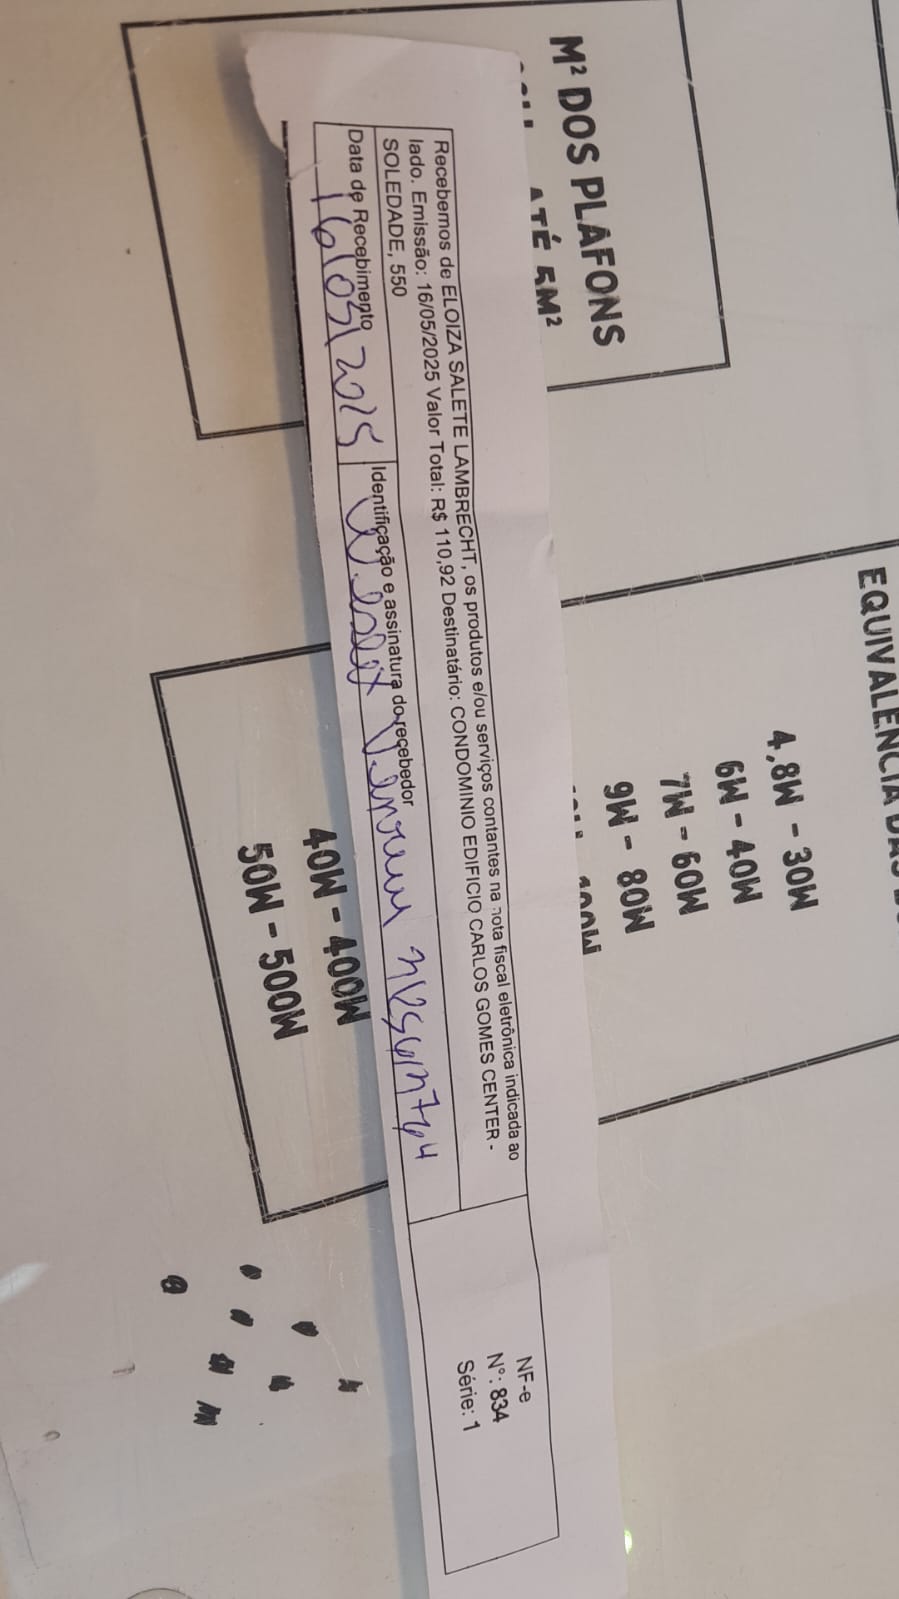 M² DOS PLAFONS
ATÉ 5M²
EQUIVALENCIA
4,8W - 30W
6W - 40W
7W - 60W
9W - 80W
100W
40W - 400W
50W - 500W
Recebemos de ELOIZA SALETE LAMBRECHT, os produtos e/ou serviços contantes na nota fiscal eletrônica indicada ao
lado. Emissão: 16/05/2025 Valor Total: R$ 110,92 Destinatário: CONDOMINIO EDIFICIO CARLOS GOMES CENTER -
SOLEDADE, 550
Data de Recebimento
16/05/2025
Identificação e assinatura do recebedor
NF-e
N°: 834
Série: 1